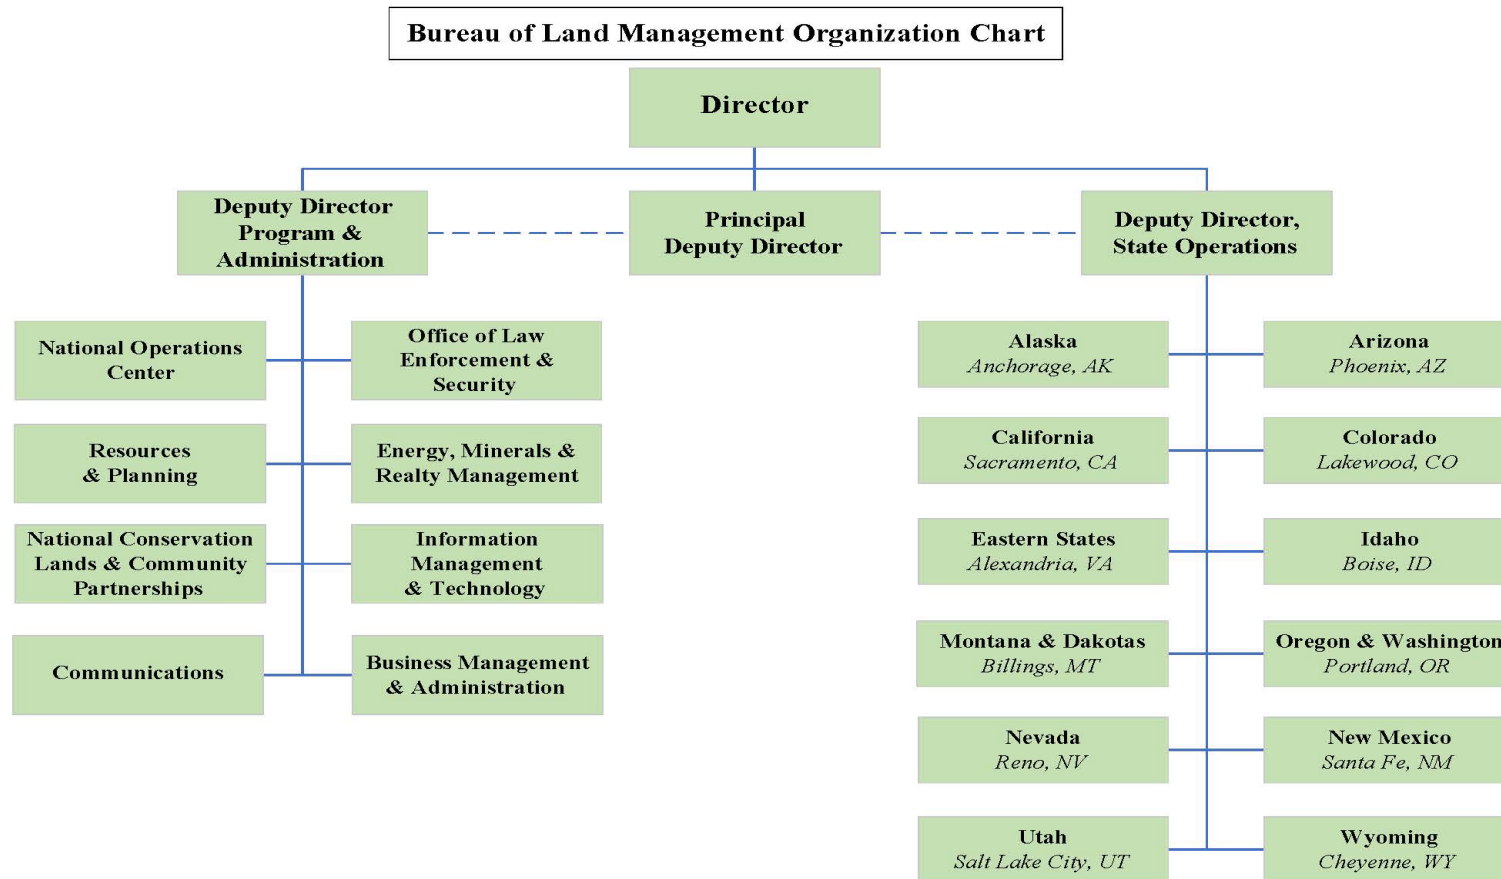 Bureau of Land Management Organization Chart
Director
Deputy Director
Program &
Administration
Principal
Deputy Director
Deputy Director,
State Operations
National Operations
Center
Office of Law
Enforcement &
Security
Resources
& Planning
Energy, Minerals &
Realty Management
National Conservation
Lands & Community
Partnerships
Information
Management
& Technology
Communications
Business Management
& Administration
Alaska
Anchorage, AK
Arizona
Phoenix, AZ
California
Sacramento, CA
Colorado
Lakewood, CO
Eastern States
Alexandria, VA
Idaho
Boise, ID
Montana & Dakotas
Billings, MT
Oregon & Washington
Portland, OR
Nevada
Reno, NV
New Mexico
Santa Fe, NM
Utah
Salt Lake City, UT
Wyoming
Cheyenne, WY